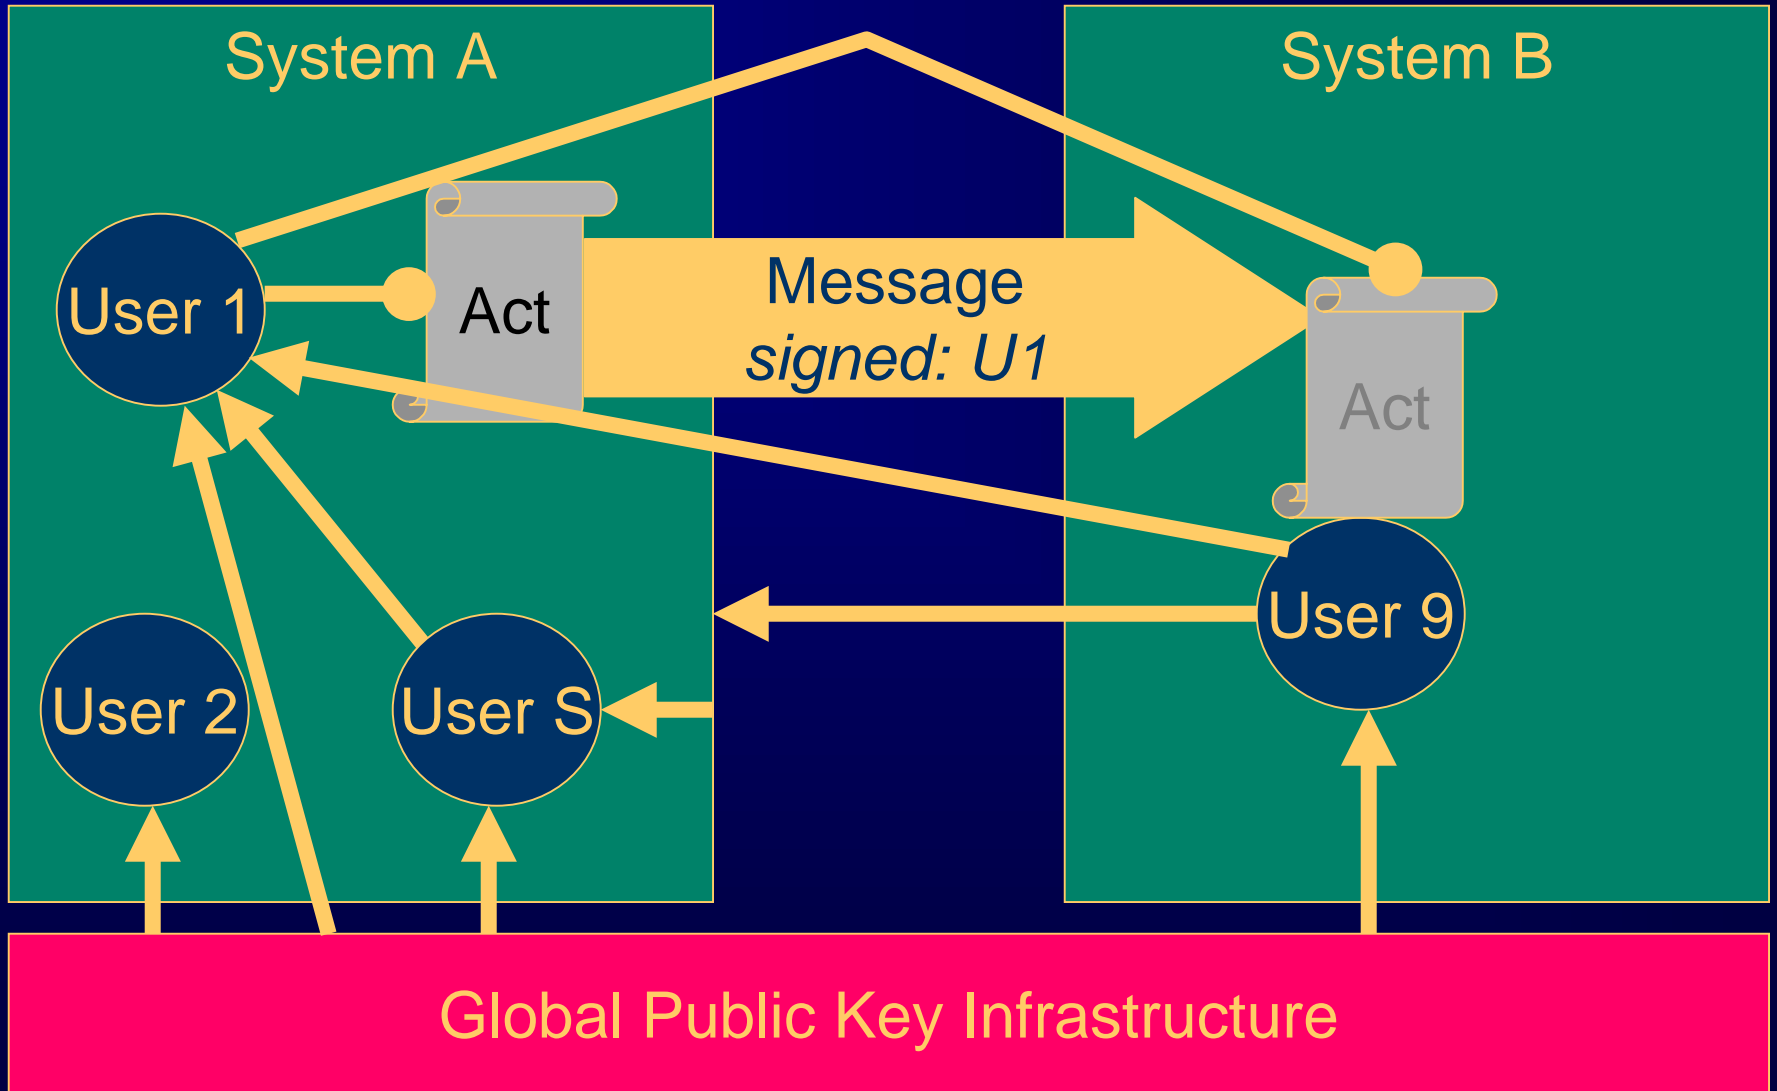 System A
System B
User 1
Act
Message
signed: U1
Act
User 9
User 2
User S
Global Public Key Infrastructure